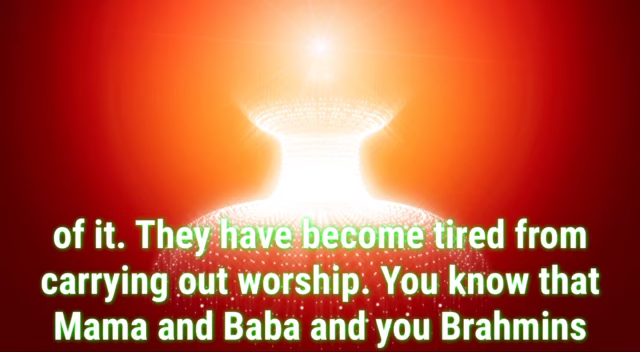 of it. They have become tired from
carrying out worship. You know that
Mama and Baba and you Brahmins